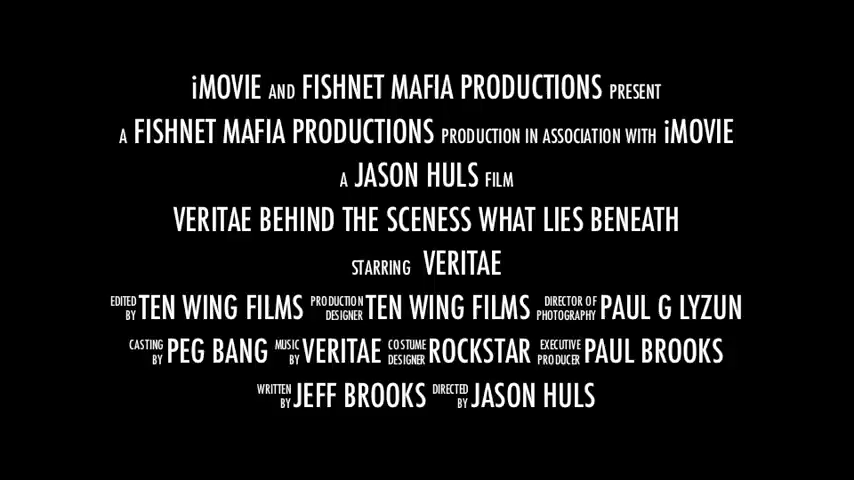 iMOVIE AND FISHNET MAFIA PRODUCTIONS PRESENT
A FISHNET MAFIA PRODUCTIONS PRODUCTION IN ASSOCIATION WITH iMOVIE
A JASON HULS FILM
VERITAE BEHIND THE SCENESS WHAT LIES BENEATH
STARRING VERITAE
EDITED BY TEN WING FILMS PRODUCTION DESIGNER TEN WING FILMS DIRECTOR OF PHOTOGRAPHY PAUL G LYZUN
CASTING BY PEG BANG MUSIC BY VERITAE COSTUME DESIGNER ROCKSTAR EXECUTIVE PRODUCER PAUL BROOKS
WRITTEN BY JEFF BROOKS DIRECTED BY JASON HULS